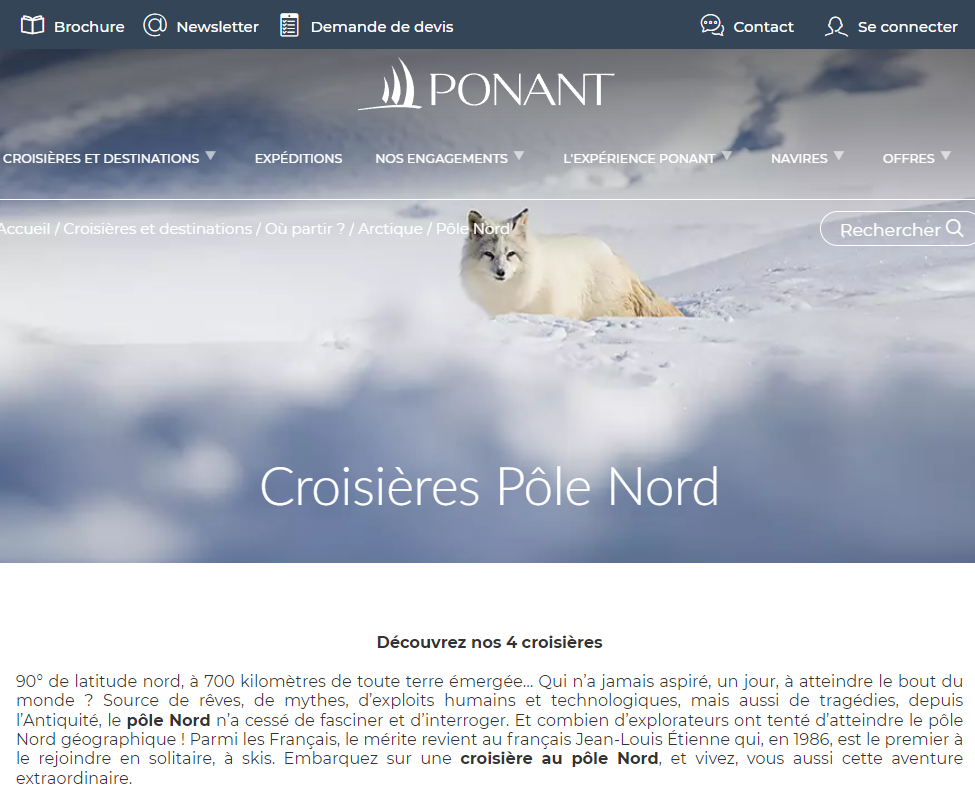 Brochure Newsletter Demande de devis Contact Se connecter
PONANT
CROISIÈRES ET DESTINATIONS EXPÉDITIONS NOS ENGAGEMENTS L'EXPÉRIENCE PONANT NAVIRES OFFRES
Accueil / Croisières et destinations / Où partir ? / Arctique / Pôle Nord Rechercher
Croisières Pôle Nord
Découvrez nos 4 croisières
90° de latitude nord, à 700 kilomètres de toute terre émergée... Qui n'a jamais aspiré, un jour, à atteindre le bout du
monde ? Source de rêves, de mythes, d'exploits humains et technologiques, mais aussi de tragédies, depuis
l'Antiquité, le pôle Nord n'a cessé de fasciner et d'interroger. Et combien d'explorateurs ont tenté d'atteindre le pôle
Nord géographique ! Parmi les Français, le mérite revient au français Jean-Louis Étienne qui, en 1986, est le premier à
le rejoindre en solitaire, à skis. Embarquez sur une croisière au pôle Nord, et vivez, vous aussi cette aventure
extraordinaire.